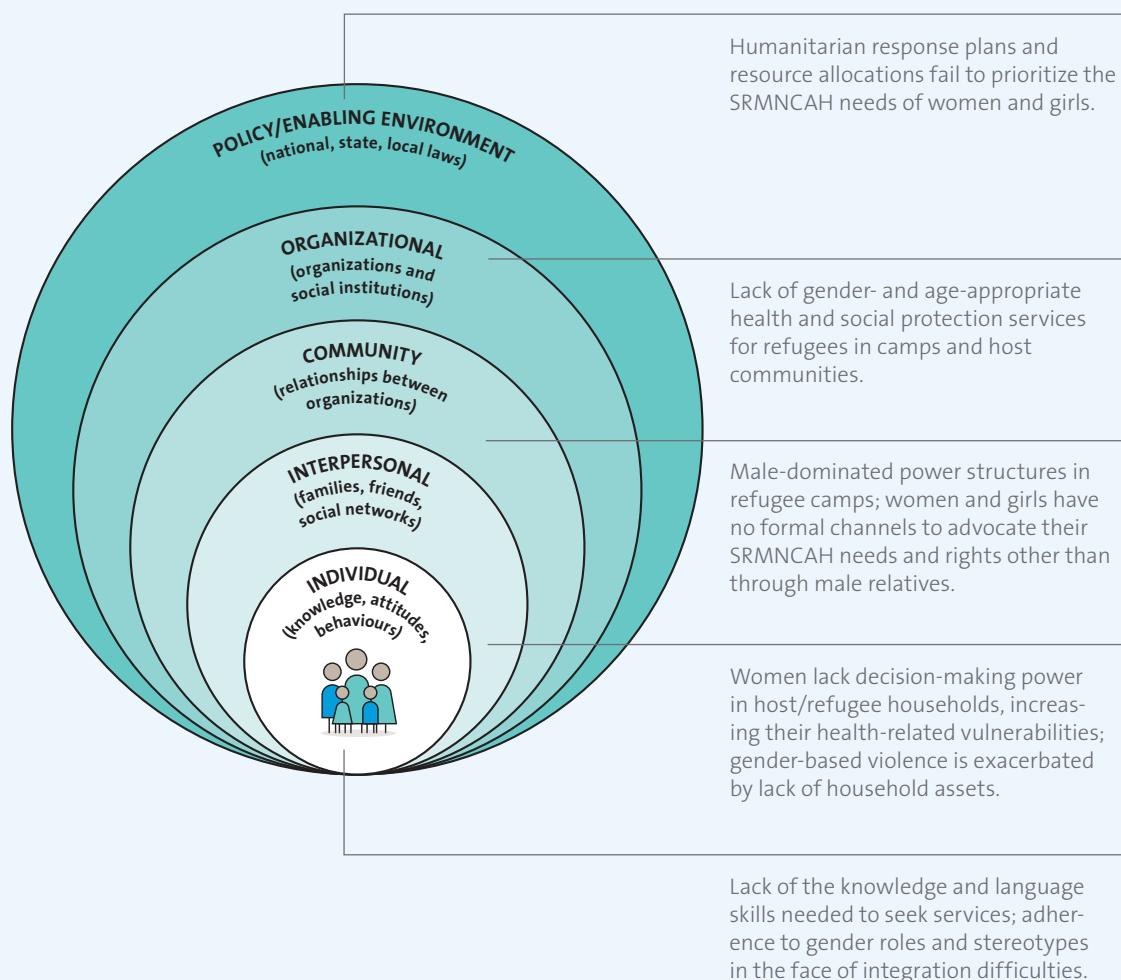 POLICY/ENABLING ENVIRONMENT
(national, state, local laws)
Humanitarian response plans and
resource allocations fail to prioritize the
SRMNCAH needs of women and girls.
ORGANIZATIONAL
(organizations and
social institutions)
Lack of gender- and age-appropriate
health and social protection services
for refugees in camps and host
communities.
COMMUNITY
(relationships between
organizations)
Male-dominated power structures in
refugee camps; women and girls have
no formal channels to advocate their
SRMNCAH needs and rights other than
through male relatives.
INTERPERSONAL
(families, friends,
social networks)
Women lack decision-making power
in host/refugee households, increas-
ing their health-related vulnerabilities;
gender-based violence is exacerbated
by lack of household assets.
INDIVIDUAL
(knowledge, attitudes,
behaviours)
Lack of the knowledge and language
skills needed to seek services; adher-
ence to gender roles and stereotypes
in the face of integration difficulties.